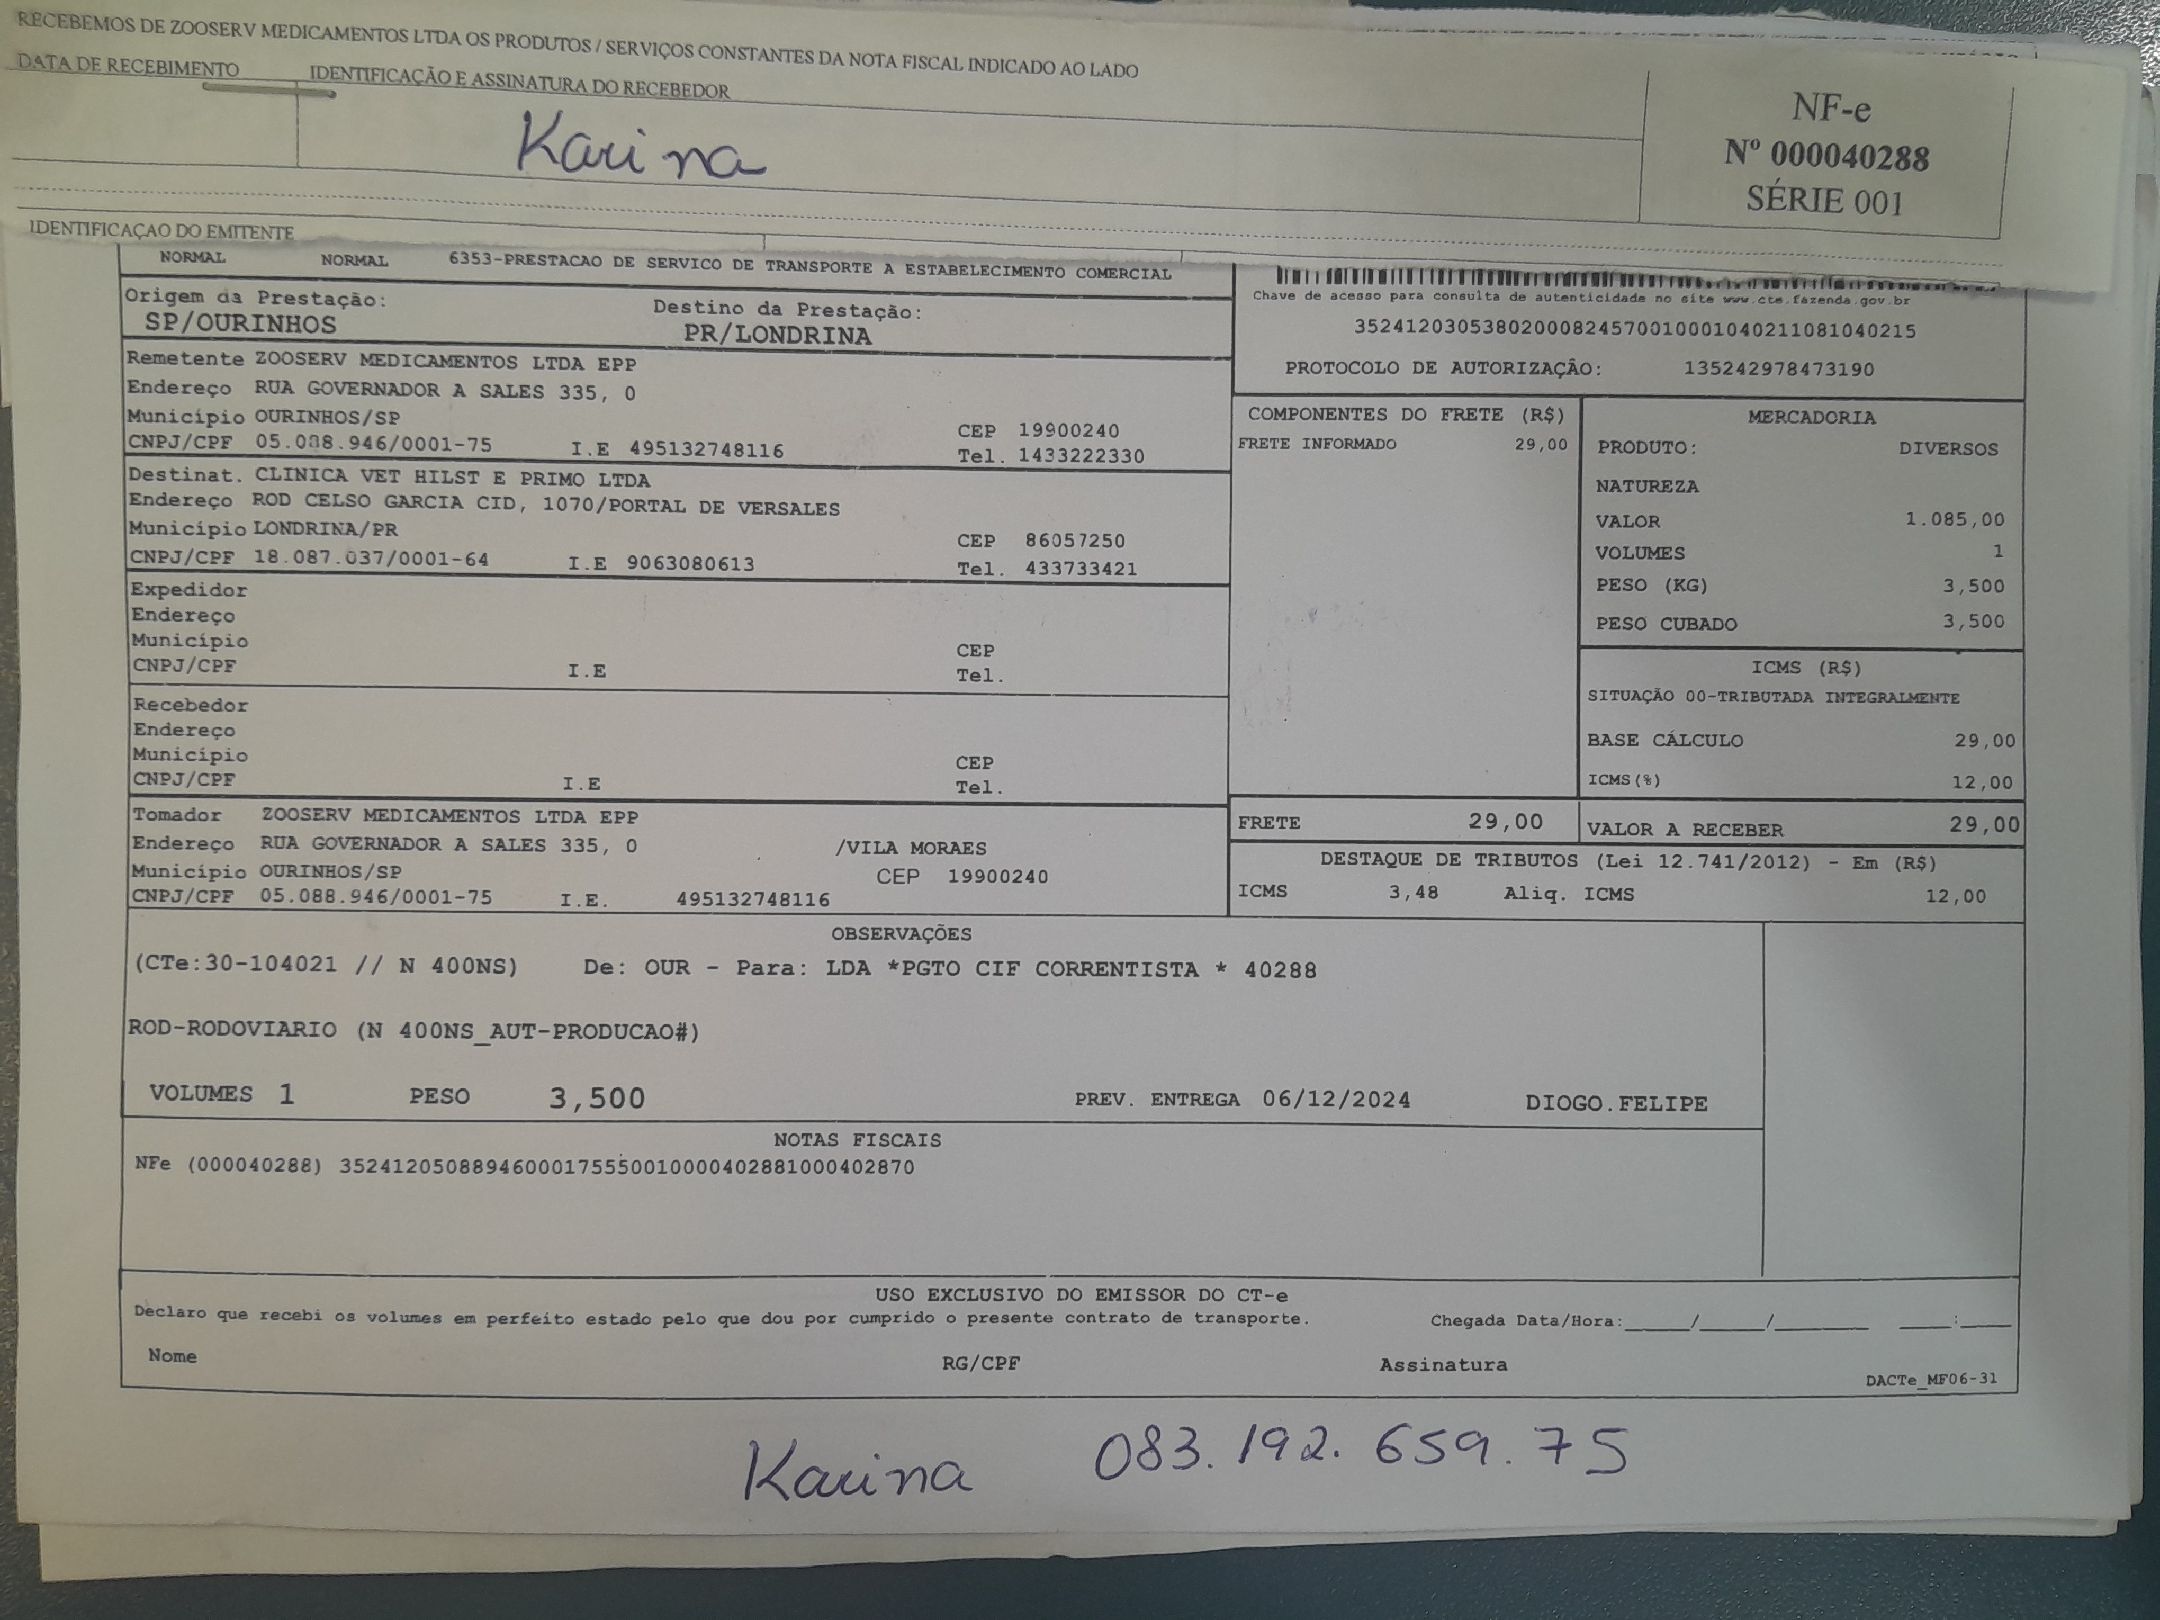 RECEBEMOS DE ZOOSERV MEDICAMENTOS LTDA OS PRODUTOS / SERVIÇOS CONSTANTES DA NOTA FISCAL INDICADO AO LADO
DATA DE RECEBIMENTO IDENTIFICAÇÃO E ASSINATURA DO RECEBEDOR
Karina
NF-e
Nº 000040288
SÉRIE 001
IDENTIFICAÇAO DO EMITENTE
NORMAL NORMAL 6353-PRESTACAO DE SERVICO DE TRANSPORTE A ESTABELECIMENTO COMERCIAL
Origem da Prestação: Destino da Prestação:
SP/OURINHOS PR/LONDRINA
Chave de acesso para consulta de autenticidade no site www.cte.fazenda.gov.br
35241203053802000824570010001040211081040215
PROTOCOLO DE AUTORIZAÇÃO: 135242978473190
Remetente ZOOSERV MEDICAMENTOS LTDA EPP
Endereço RUA GOVERNADOR A SALES 335, 0
Município OURINHOS/SP CEP 19900240
CNPJ/CPF 05.088.946/0001-75 I.E 495132748116 Tel. 1433222330
Destinat. CLINICA VET HILST E PRIMO LTDA
Endereço ROD CELSO GARCIA CID, 1070/PORTAL DE VERSALES
Município LONDRINA/PR CEP 86057250
CNPJ/CPF 18.087.037/0001-64 I.E 9063080613 Tel. 433733421
Expedidor
Endereço
Município CEP
CNPJ/CPF I.E Tel.
Recebedor
Endereço
Município CEP
CNPJ/CPF I.E Tel.
Tomador ZOOSERV MEDICAMENTOS LTDA EPP
Endereço RUA GOVERNADOR A SALES 335, 0 /VILA MORAES
Município OURINHOS/SP CEP 19900240
CNPJ/CPF 05.088.946/0001-75 I.E. 495132748116
COMPONENTES DO FRETE (R$)
FRETE INFORMADO 29,00
MERCADORIA
PRODUTO: DIVERSOS
NATUREZA
VALOR 1.085,00
VOLUMES 1
PESO (KG) 3,500
PESO CUBADO 3,500
ICMS (R$)
SITUAÇÃO 00-TRIBUTADA INTEGRALMENTE
BASE CÁLCULO 29,00
ICMS(%) 12,00
FRETE 29,00 VALOR A RECEBER 29,00
DESTAQUE DE TRIBUTOS (Lei 12.741/2012) - Em (R$)
ICMS 3,48 Aliq. ICMS 12,00
OBSERVAÇÕES
(CTe:30-104021 // N 400NS) De: OUR - Para: LDA *PGTO CIF CORRENTISTA * 40288
ROD-RODOVIARIO (N 400NS_AUT-PRODUCAO#)
VOLUMES 1 PESO 3,500 PREV. ENTREGA 06/12/2024 DIOGO.FELIPE
NOTAS FISCAIS
NFe (000040288) 35241205088946000175550010000402881000402870
USO EXCLUSIVO DO EMISSOR DO CT-e
Declaro que recebi os volumes em perfeito estado pelo que dou por cumprido o presente contrato de transporte. Chegada Data/Hora:_____/_____/_______ ____:____
Nome RG/CPF Assinatura
DACTe_MF06-31
Karina 083.192.659.75